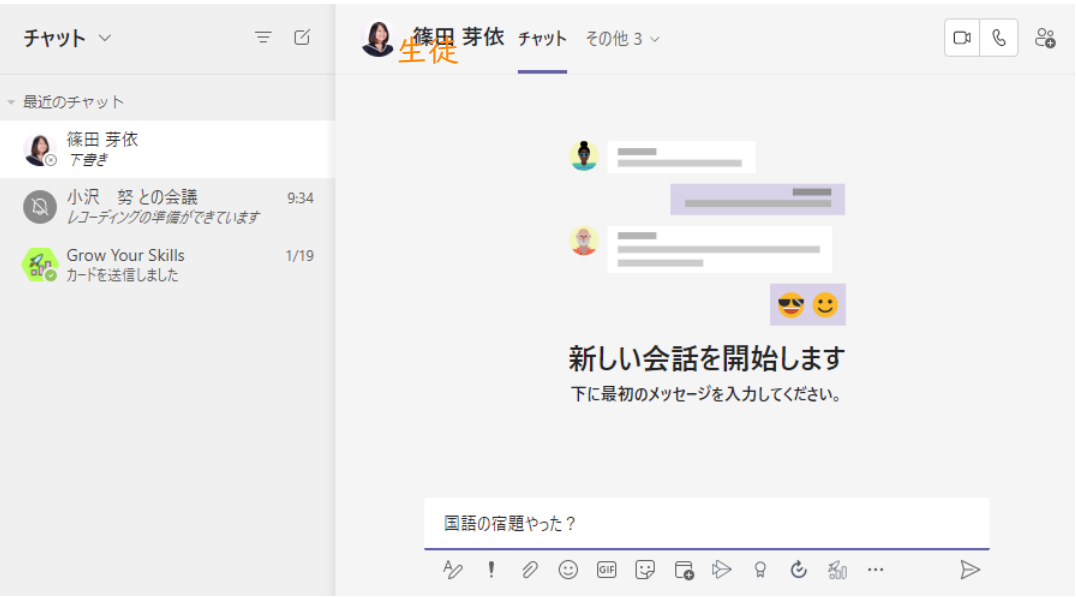 チャット
最近のチャット
篠田 芽依
下書き
小沢 努 との会議 9:34
レコーディングの準備ができています
Grow Your Skills 1/19
カードを送信しました
篠田 芽依 チャット その他 3
生徒
新しい会話を開始します
下に最初のメッセージを入力してください。
国語の宿題やった？
GIF